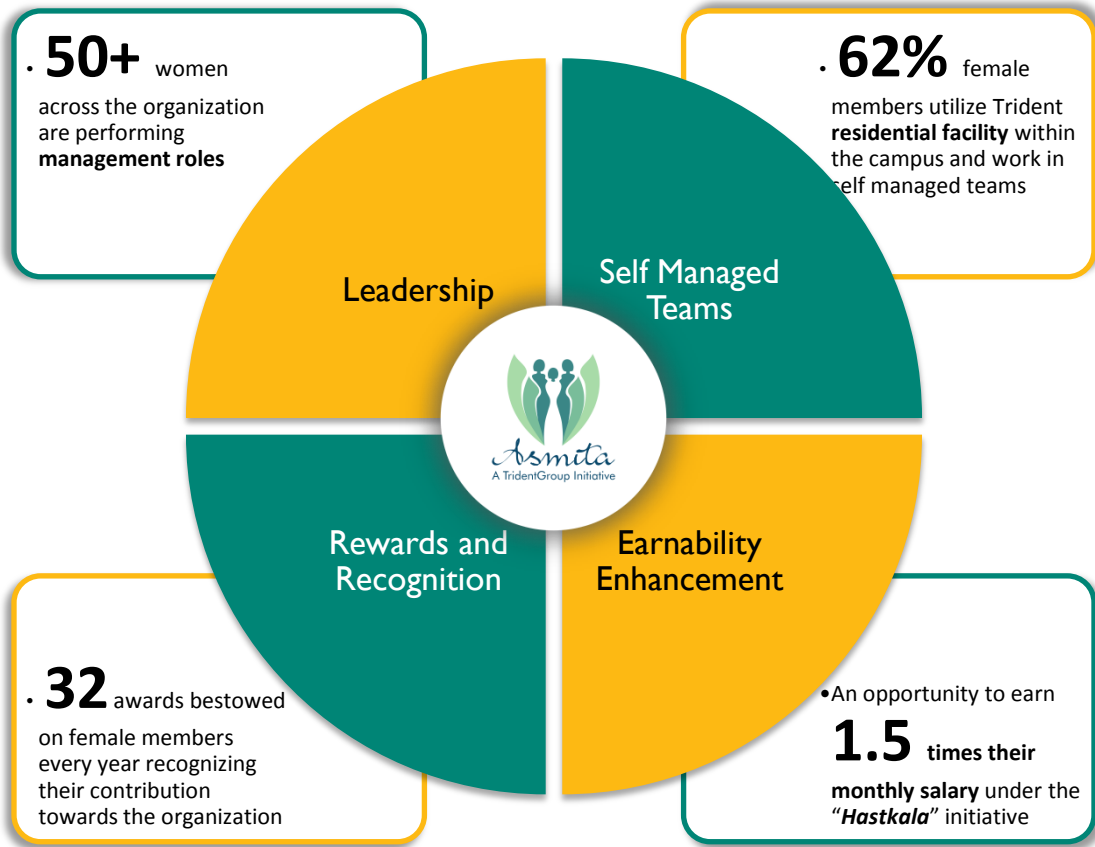 • 50+ women
across the organization
are performing
management roles
• 62% female
members utilize Trident
residential facility within
the campus and work in
self managed teams
Leadership
Self Managed
Teams
Asmita
A TridentGroup Initiative
Rewards and
Recognition
Earnability
Enhancement
• 32 awards bestowed
on female members
every year recognizing
their contribution
towards the organization
•An opportunity to earn
1.5 times their
monthly salary under the
“Hastkala” initiative